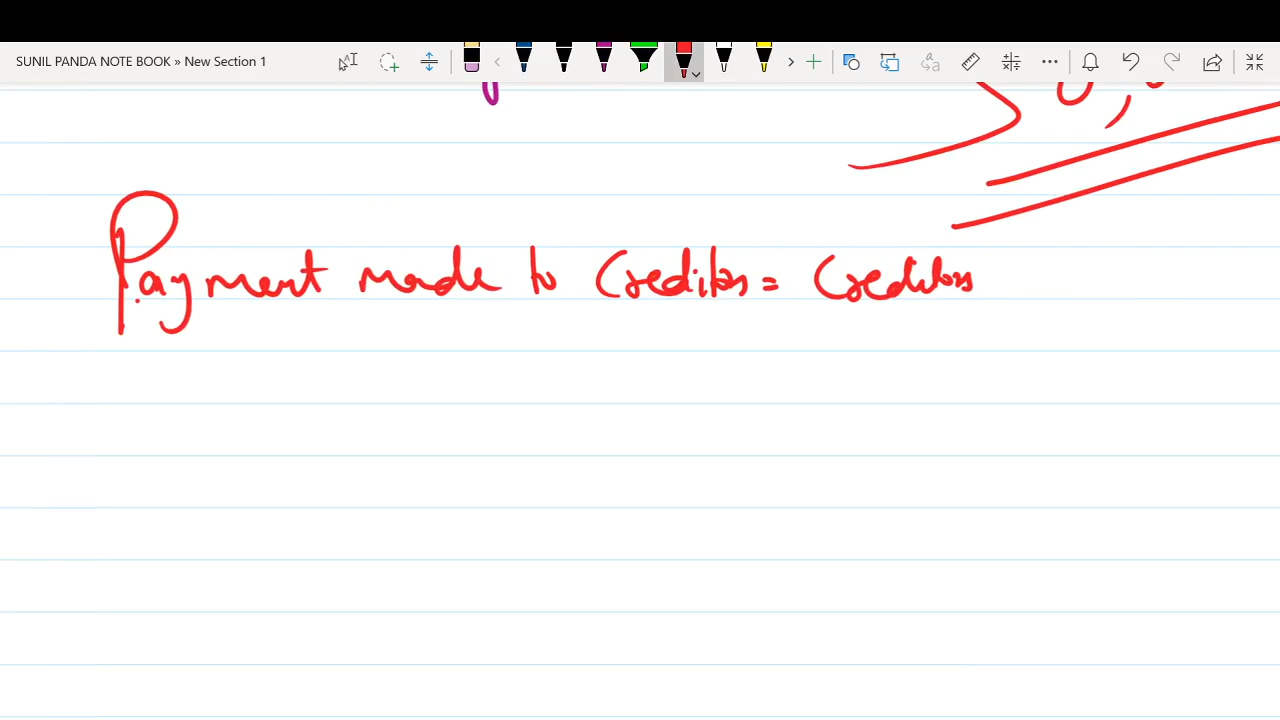 SUNIL PANDA NOTE BOOK » New Section 1
Payment made to Creditors = Creditors